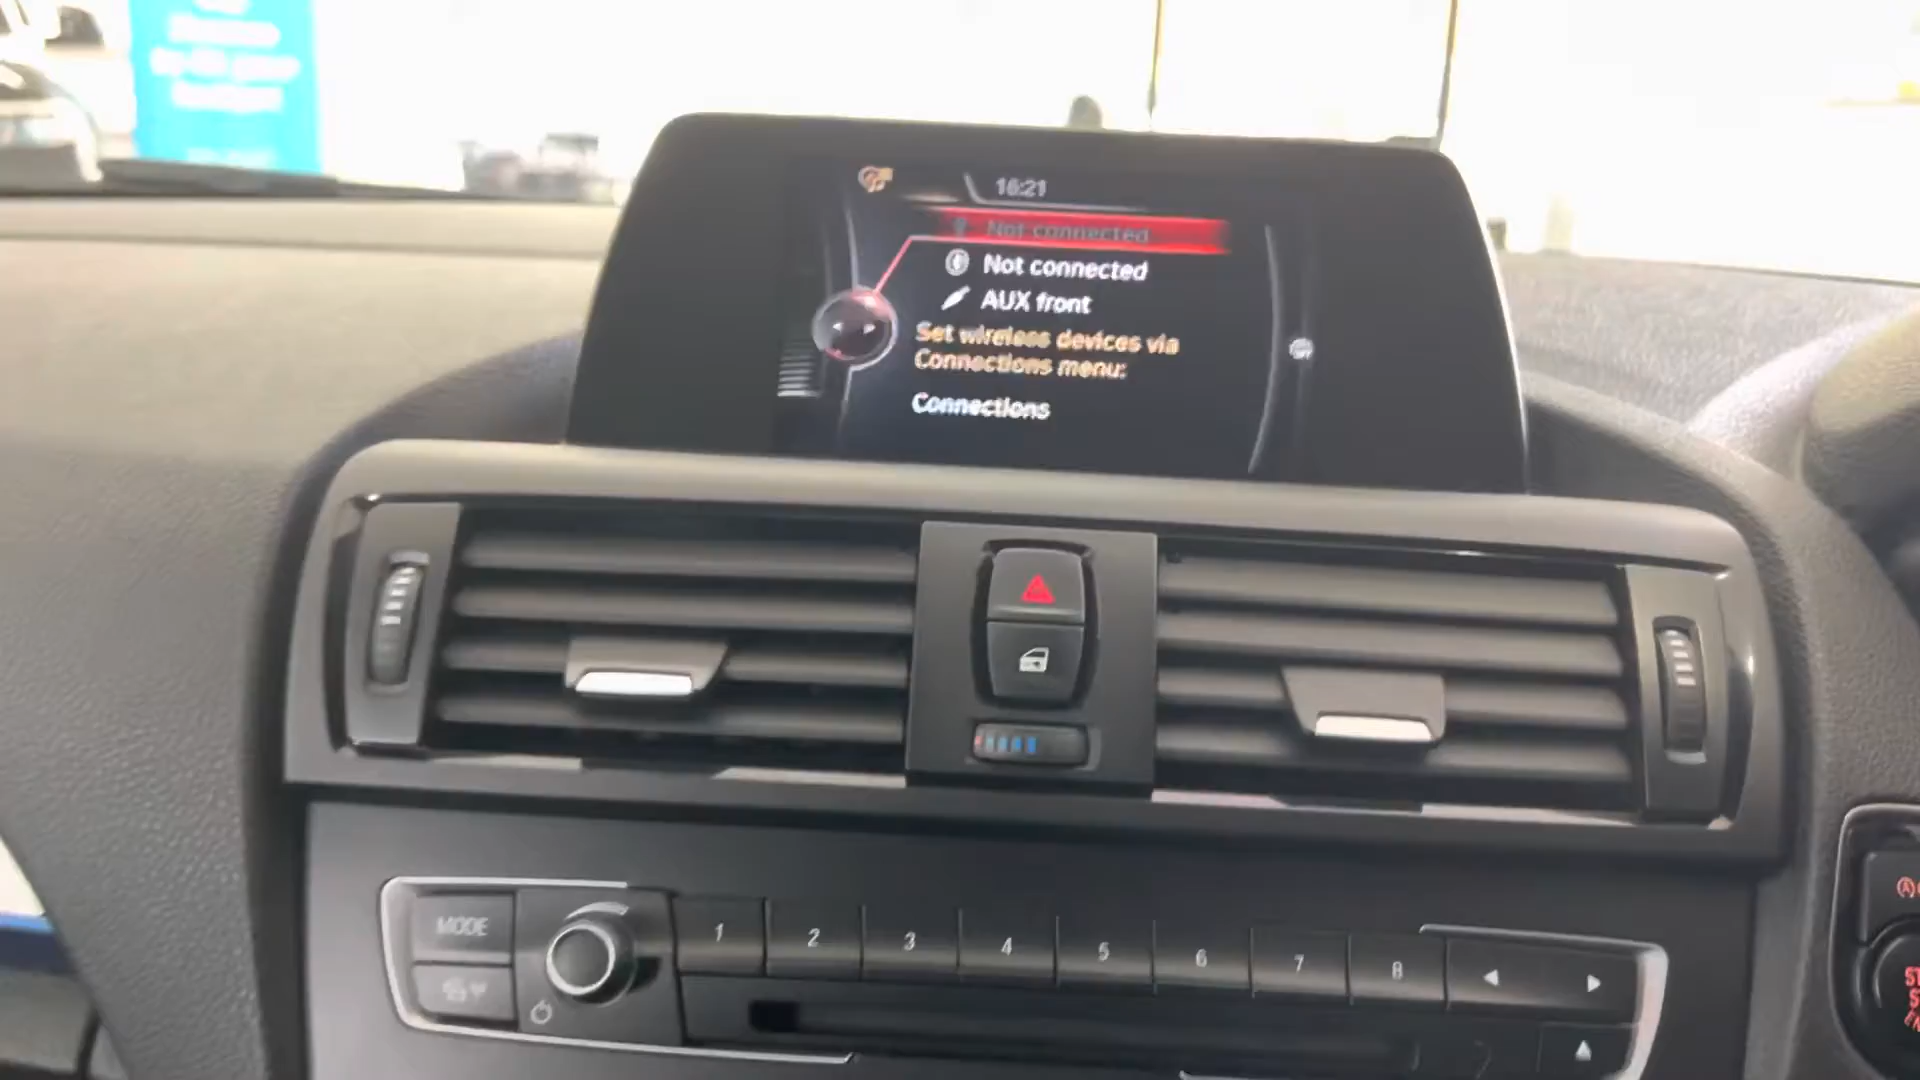 16:21
Not connected
Not connected
AUX front
Set wireless devices via
Connections menu:
Connections
MODE
1 2 3 4 5 6 7 8